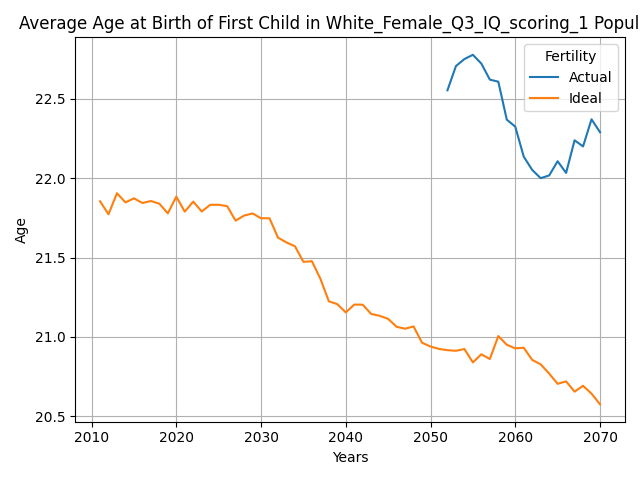 Average Age at Birth of First Child in White_Female_Q3_IQ_scoring_1 Popul
Fertility
Actual
Ideal
22.5
22.0
21.5
21.0
20.5
Age
2010 2020 2030 2040 2050 2060 2070
Years